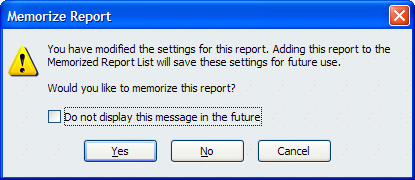 Memorize Report
You have modified the settings for this report. Adding this report to the
Memorized Report List will save these settings for future use.
Would you like to memorize this report?
Do not display this message in the future
Yes No Cancel